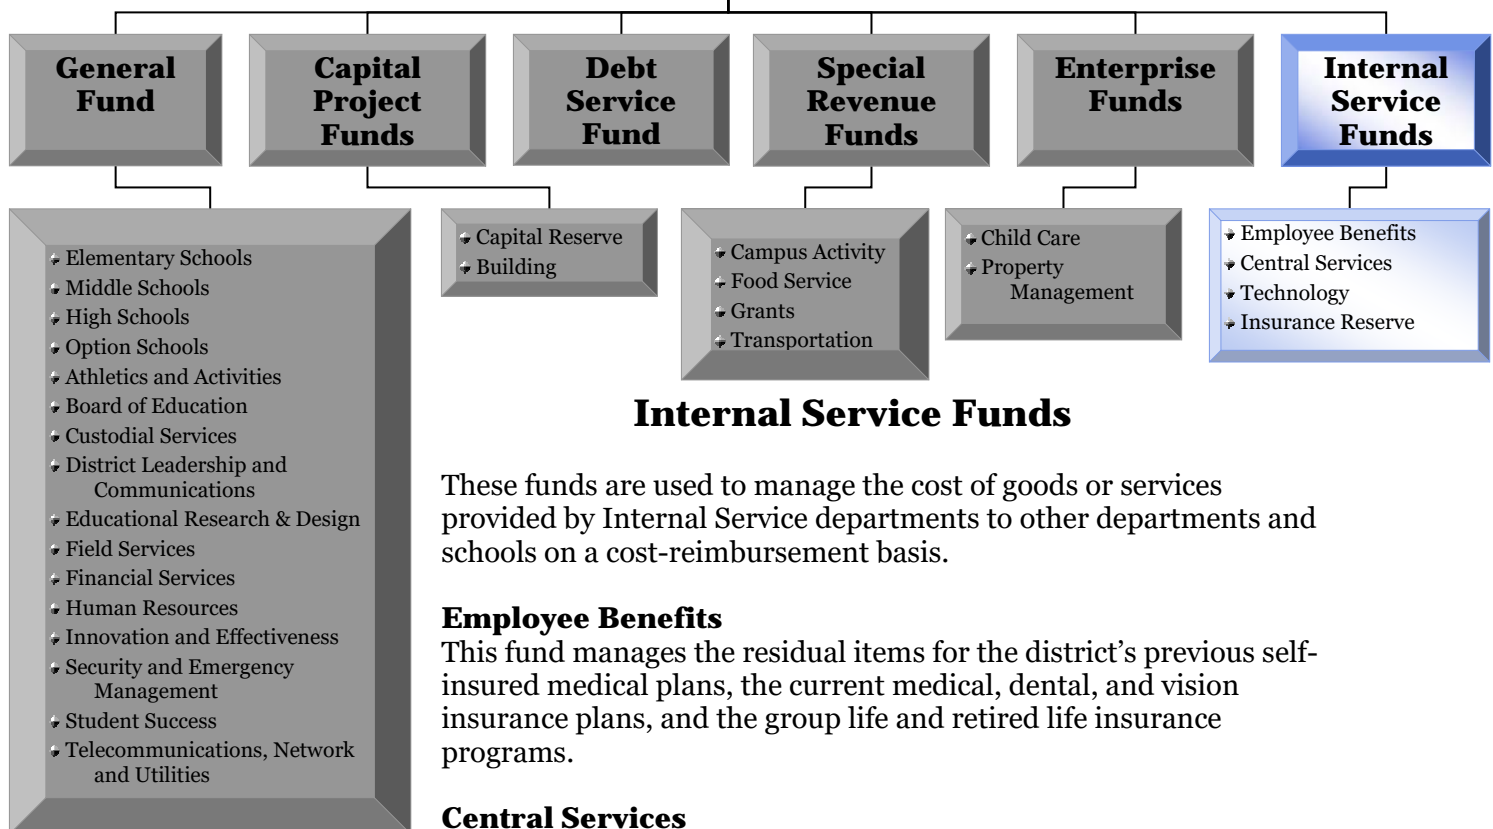 General
Fund
Capital
Project
Funds
Debt
Service
Fund
Special
Revenue
Funds
Enterprise
Funds
Internal
Service
Funds
Elementary Schools
Middle Schools
High Schools
Option Schools
Athletics and Activities
Board of Education
Custodial Services
District Leadership and
Communications
Educational Research & Design
Field Services
Financial Services
Human Resources
Innovation and Effectiveness
Security and Emergency
Management
Student Success
Telecommunications, Network
and Utilities
Capital Reserve
Building
Campus Activity
Food Service
Grants
Transportation
Child Care
Property
Management
Employee Benefits
Central Services
Technology
Insurance Reserve
Internal Service Funds
These funds are used to manage the cost of goods or services
provided by Internal Service departments to other departments and
schools on a cost-reimbursement basis.
Employee Benefits
This fund manages the residual items for the district’s previous self-
insured medical plans, the current medical, dental, and vision
insurance plans, and the group life and retired life insurance
programs.
Central Services